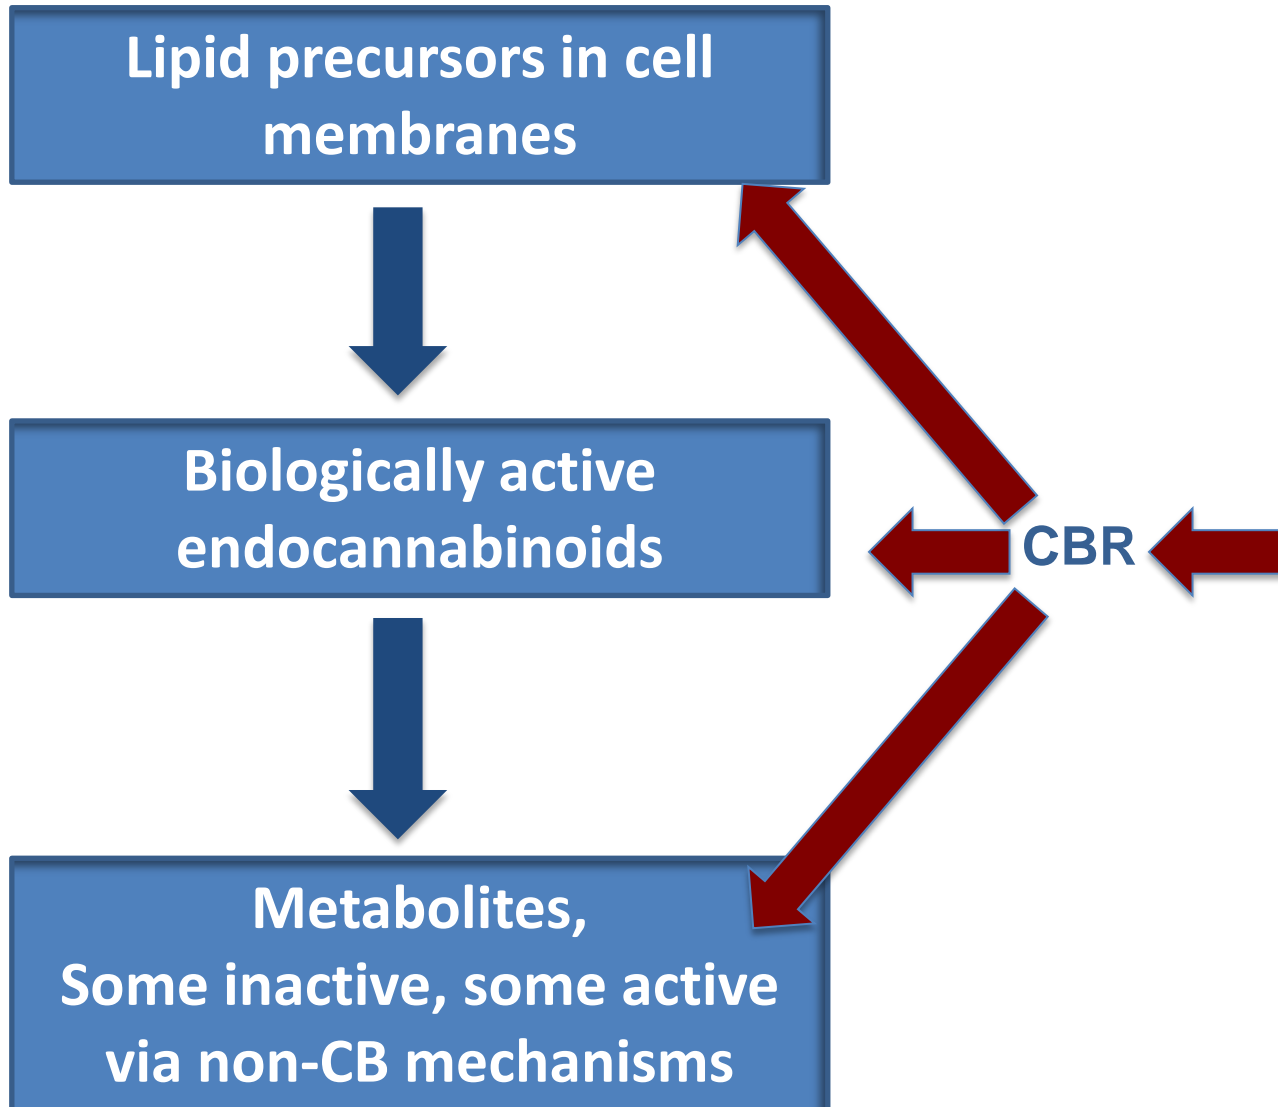 Lipid precursors in cell
membranes
Biologically active
endocannabinoids
CBR
Metabolites,
Some inactive, some active
via non-CB mechanisms